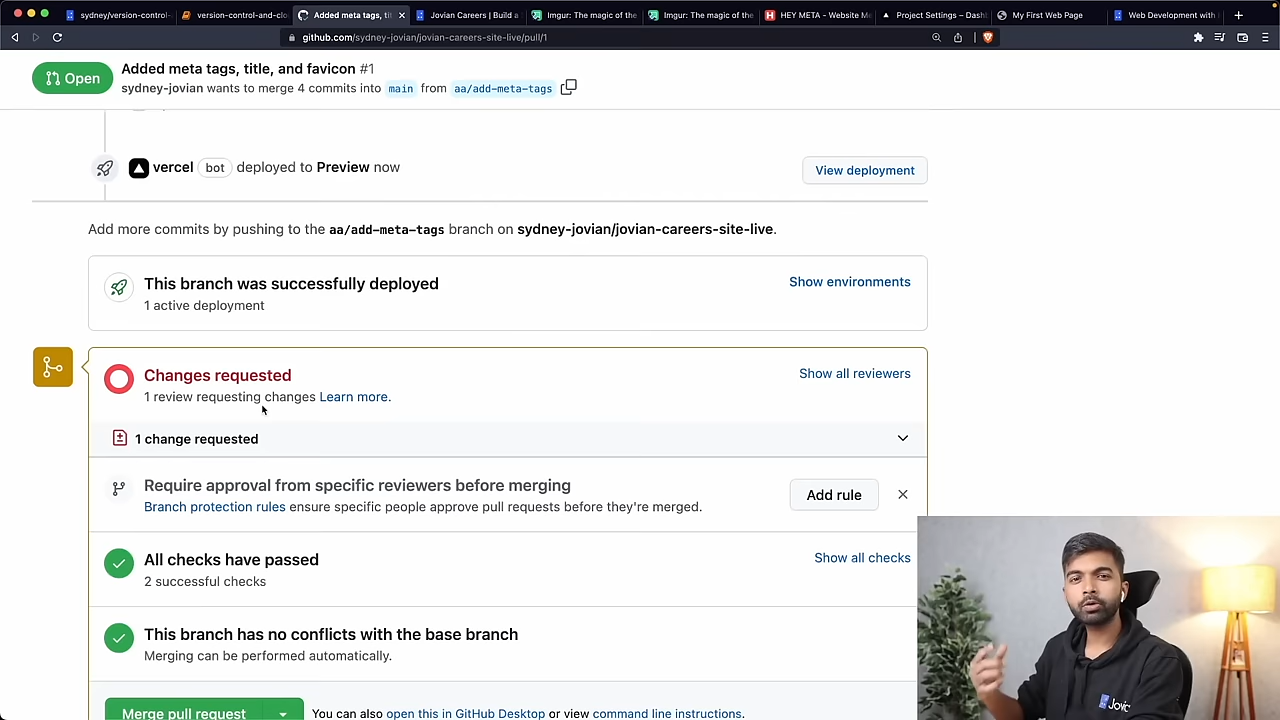 sydney/version-control-
version-control-and-clo
Added meta tags, titl
Jovian Careers | Build a
Imgur: The magic of the
Imgur: The magic of the
HEY META - Website Me
Project Settings – Dash
My First Web Page
Web Development with
github.com/sydney-jovian/jovian-careers-site-live/pull/1
Open
Added meta tags, title, and favicon #1
sydney-jovian wants to merge 4 commits into main from aa/add-meta-tags
vercel bot deployed to Preview now
View deployment
Add more commits by pushing to the aa/add-meta-tags branch on sydney-jovian/jovian-careers-site-live.
This branch was successfully deployed
1 active deployment
Show environments
Changes requested
1 review requesting changes Learn more.
Show all reviewers
1 change requested
Require approval from specific reviewers before merging
Branch protection rules ensure specific people approve pull requests before they're merged.
Add rule
All checks have passed
2 successful checks
Show all checks
This branch has no conflicts with the base branch
Merging can be performed automatically.
Merge pull request
You can also open this in GitHub Desktop or view command line instructions.